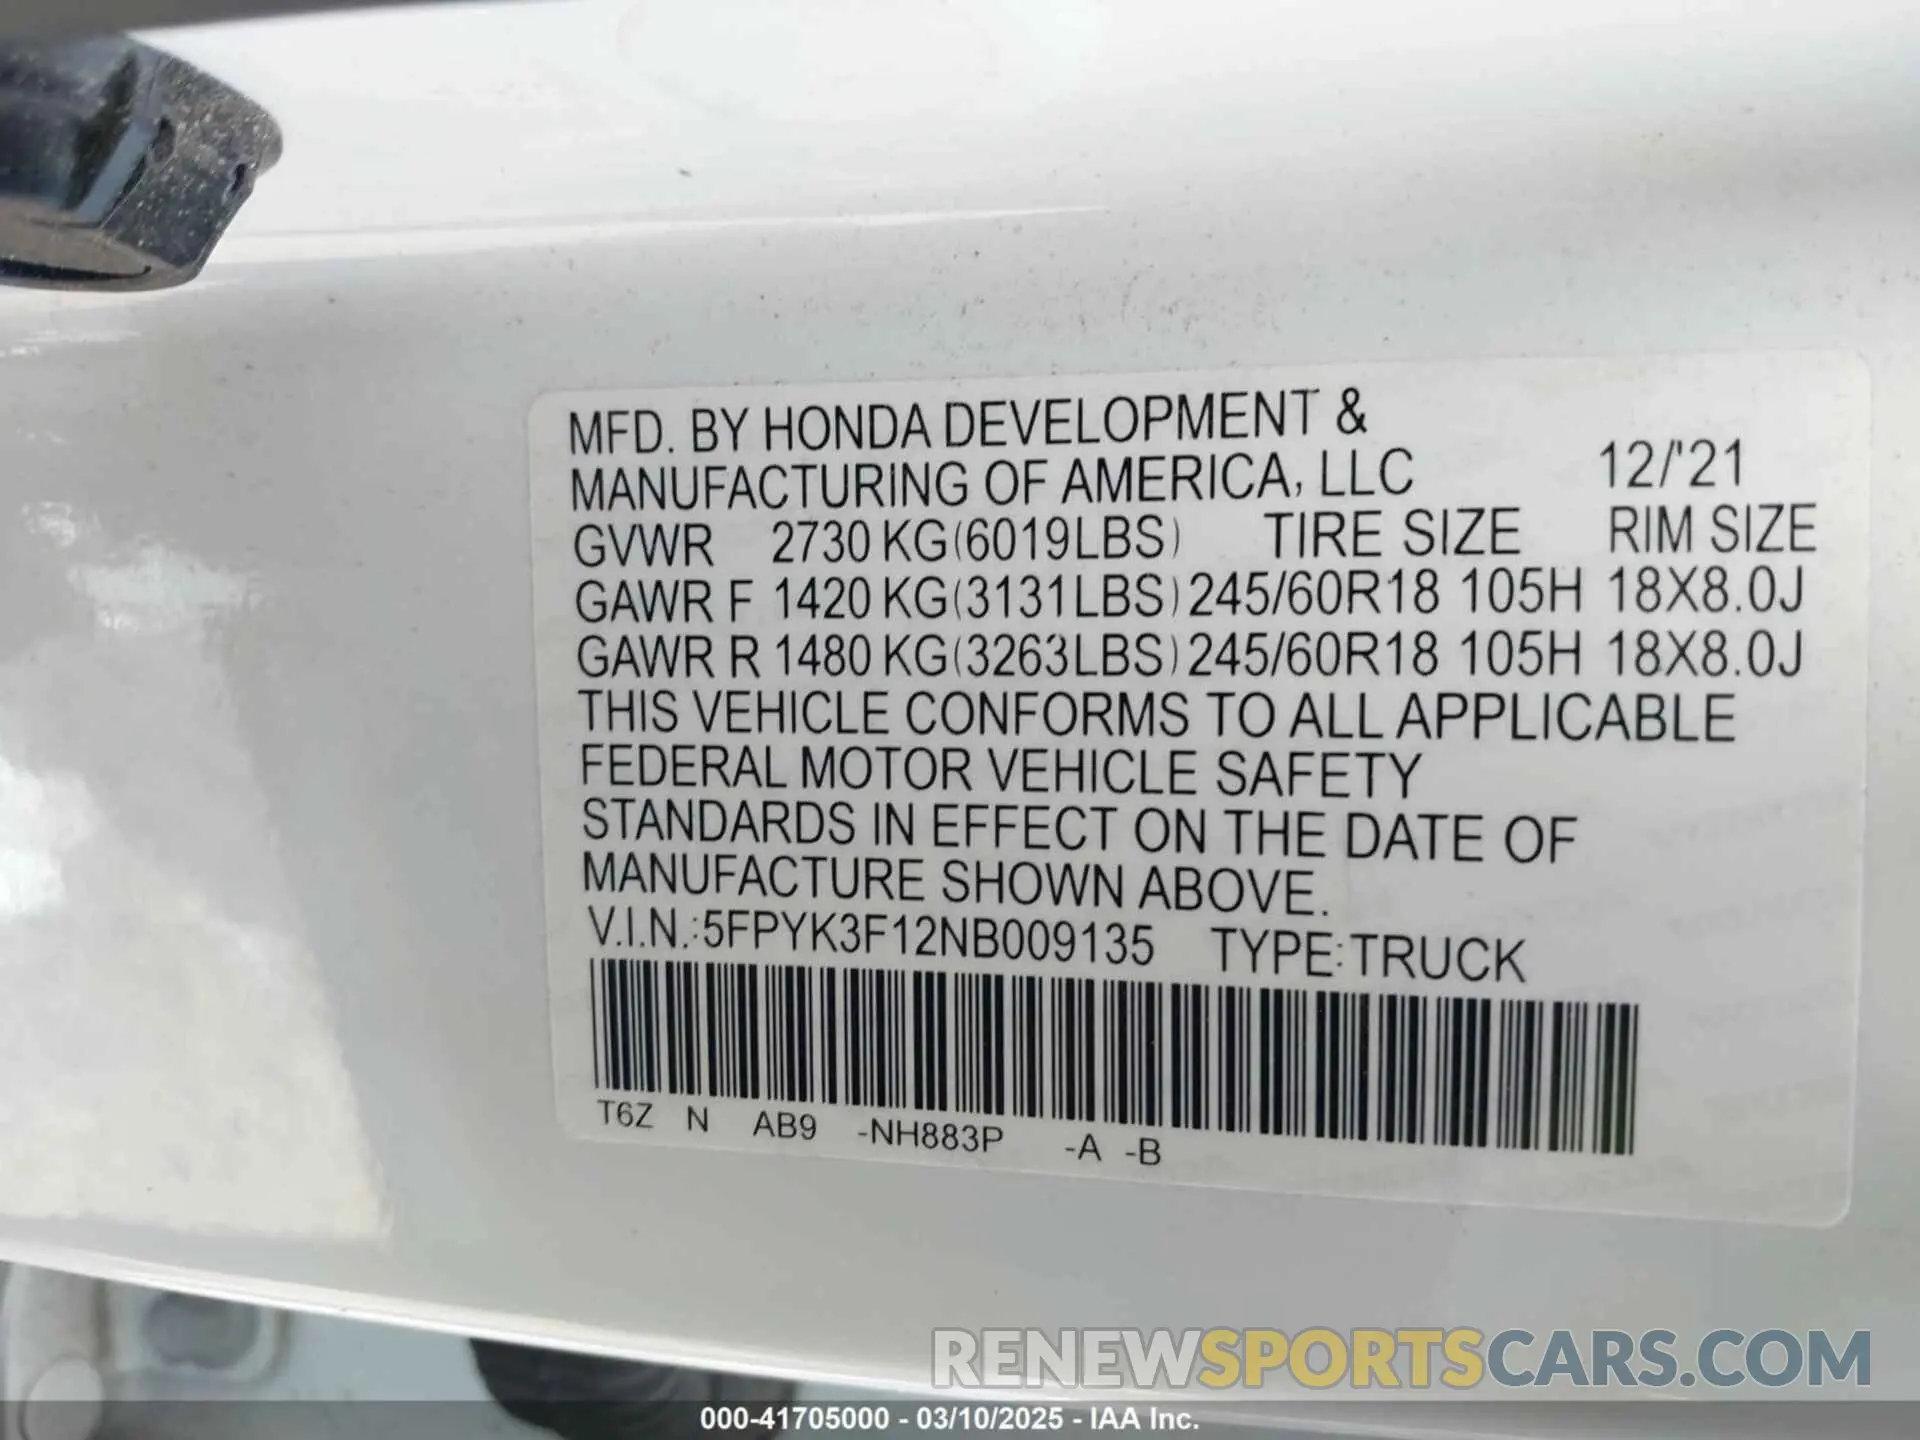 MFD. BY HONDA DEVELOPMENT &
MANUFACTURING OF AMERICA, LLC 12/'21
GVWR 2730 KG(6019LBS) TIRE SIZE RIM SIZE
GAWR F 1420 KG(3131LBS) 245/60R18 105H 18X8.0J
GAWR R 1480 KG(3263LBS) 245/60R18 105H 18X8.0J
THIS VEHICLE CONFORMS TO ALL APPLICABLE
FEDERAL MOTOR VEHICLE SAFETY
STANDARDS IN EFFECT ON THE DATE OF
MANUFACTURE SHOWN ABOVE.
V.I.N.:5FPYK3F12NB009135 TYPE:TRUCK
T6Z N AB9 -NH883P -A -B
RENEWSPORTSCARS.COM
000-41705000 - 03/10/2025 - IAA Inc.